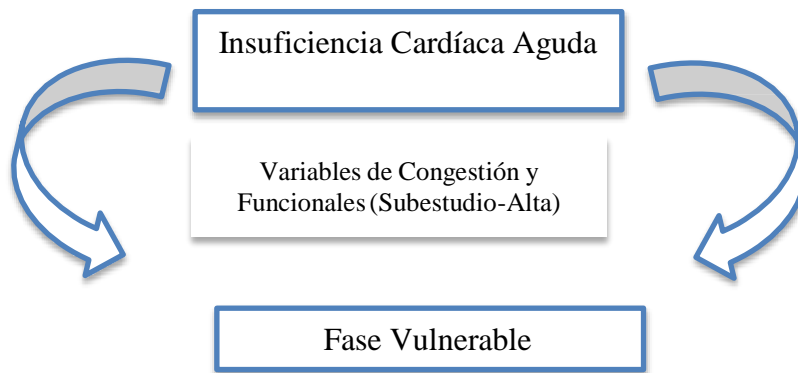 Insuficiencia Cardíaca Aguda
Variables de Congestión y
Funcionales (Subestudio-Alta)
Fase Vulnerable